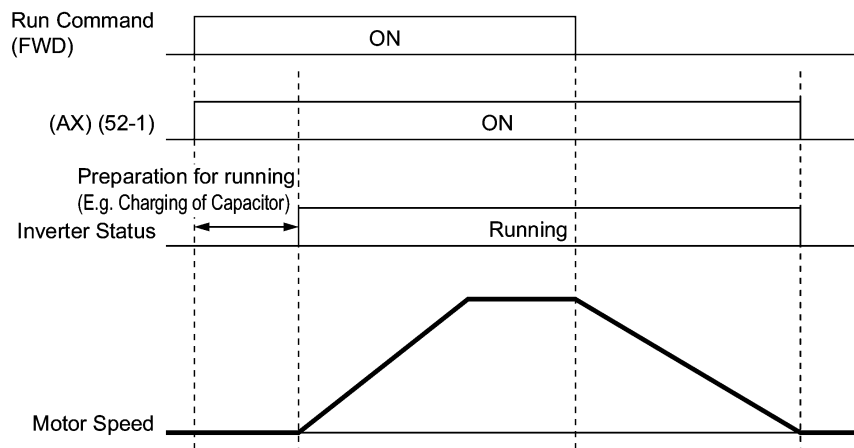 Run Command
(FWD)
ON
(AX) (52-1)
ON
Preparation for running
(E.g. Charging of Capacitor)
Inverter Status
Running
Motor Speed